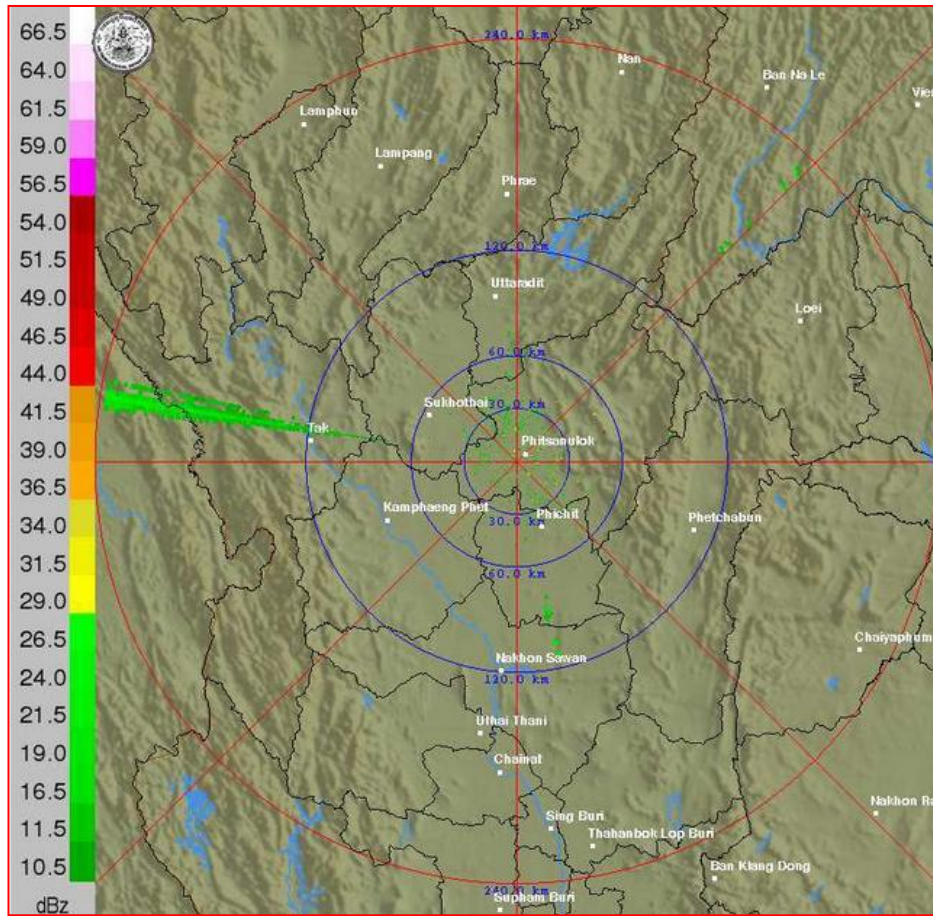 66.5
64.0
61.5
59.0
56.5
54.0
51.5
49.0
46.5
44.0
41.5
39.0
36.5
34.0
31.5
29.0
26.5
24.0
21.5
19.0
16.5
11.5
10.5
dBz
240.0 km
Nan
Ban Na Le
Lamphun
Lampang
Phrae
120.0 km
Uttaradit
Loei
60.0 km
Sukhothai
30.0 km
Tak
Phitsanulok
Kamphaeng Phet
Phichit
30.0 km
Phetchabun
60.0 km
Chaiyaphum
Nakhon Sawan
120.0 km
Uthai Thani
Chainat
Nakhon Ra
Sing Buri
Thahanbok Lop Buri
Ban Klang Dong
240.0 km
Supham Buri